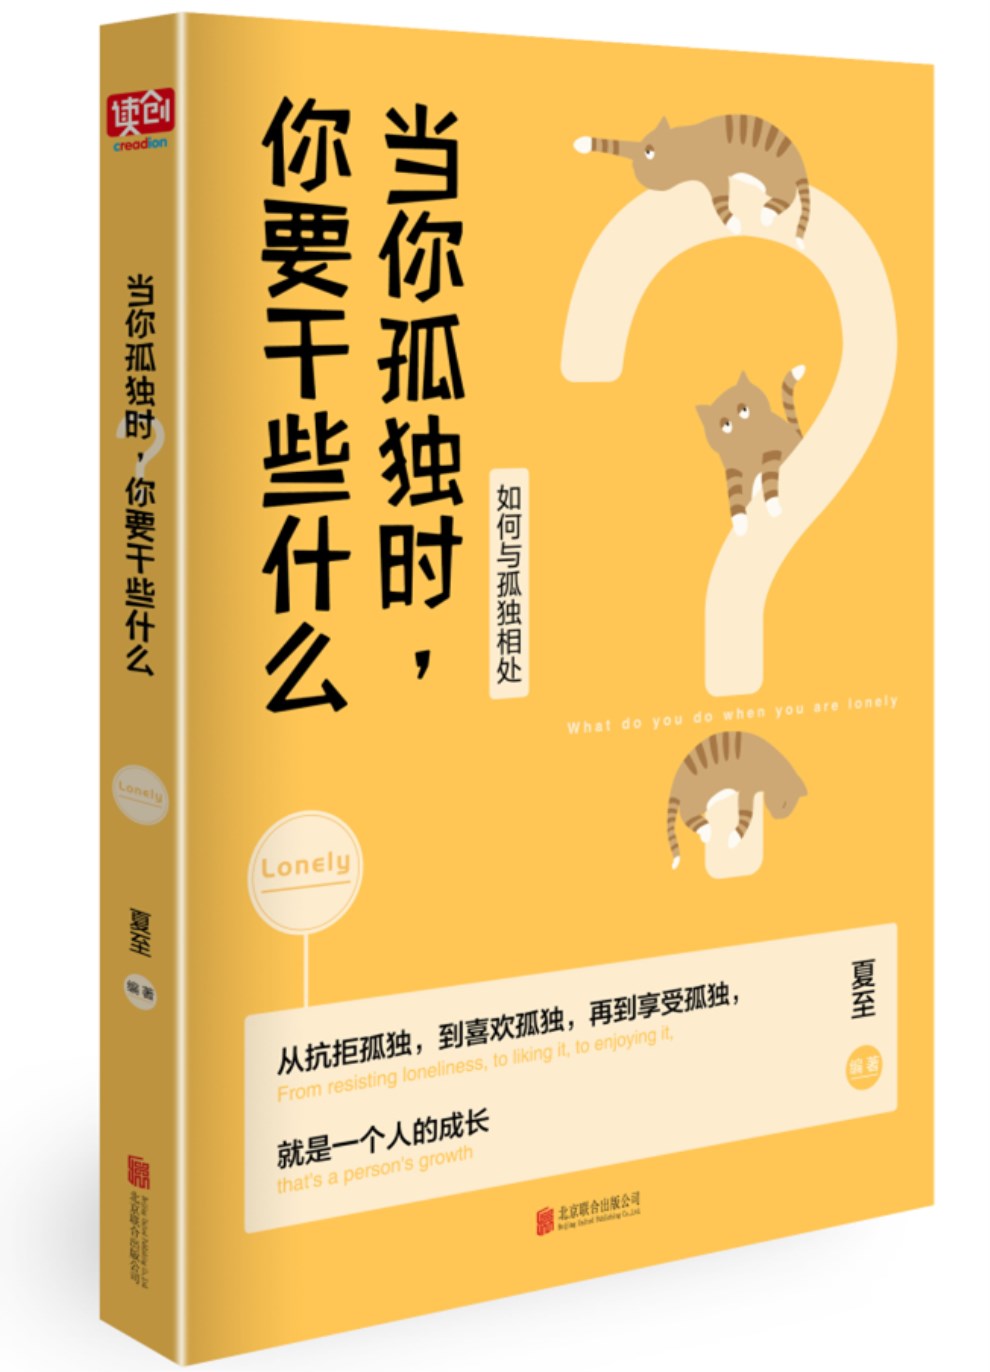 读创
creadion
当你孤独时，你要干些什么
Lonely
夏至
编著
北京联合出版公司
当你孤独时，
你要干些什么
如何与孤独相处
What do you do when you are lonely
Lonely
从抗拒孤独，到喜欢孤独，再到享受孤独，
From resisting loneliness, to liking it, to enjoying it,
就是一个人的成长
that's a person's growth
夏至
编著
北京联合出版公司
Beijing United Publishing Co.,Ltd.